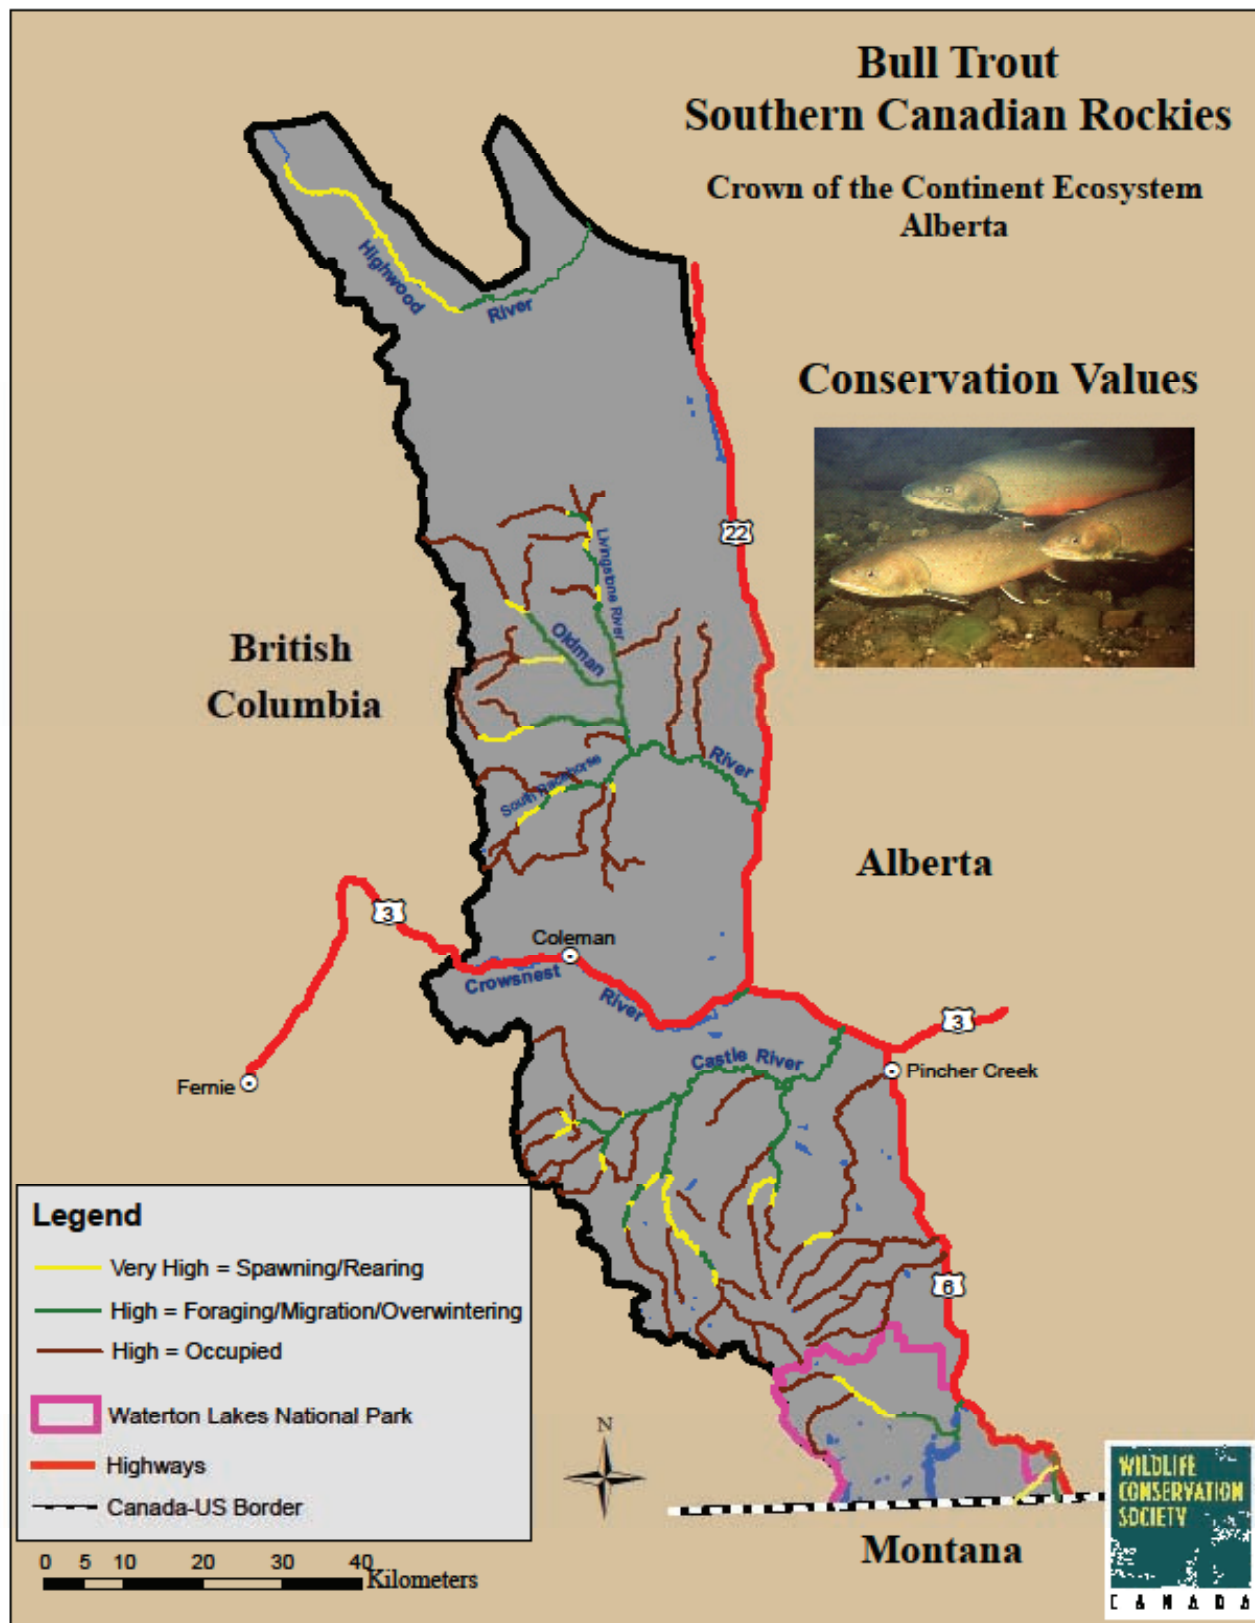 Bull Trout
Southern Canadian Rockies
Crown of the Continent Ecosystem
Alberta
Conservation Values
Highwood
River
22
Livingstone River
Oldman
River
South Racehorse
British
Columbia
Alberta
3
Coleman
Crowsnest
River
3
Castle River
Pincher Creek
Fernie
6
Legend
Very High = Spawning/Rearing
High = Foraging/Migration/Overwintering
High = Occupied
Waterton Lakes National Park
Highways
Canada-US Border
N
0 5 10 20 30 40
Kilometers
Montana
WILDLIFE
CONSERVATION
SOCIETY
CANADA